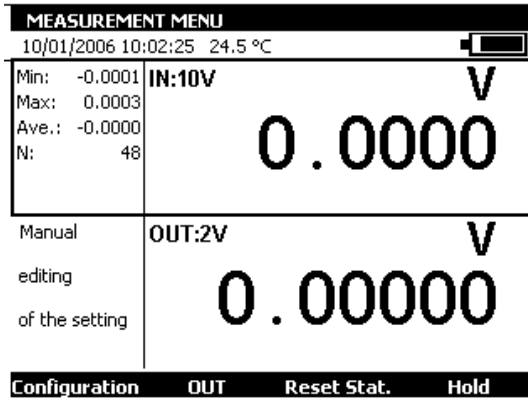 MEASUREMENT MENU
10/01/2006 10:02:25 24.5 °C
Min: -0.0001
Max: 0.0003
Ave.: -0.0000
N: 48
IN:10V V
0.0000
Manual
editing
of the setting
OUT:2V V
0.00000
Configuration OUT Reset Stat. Hold